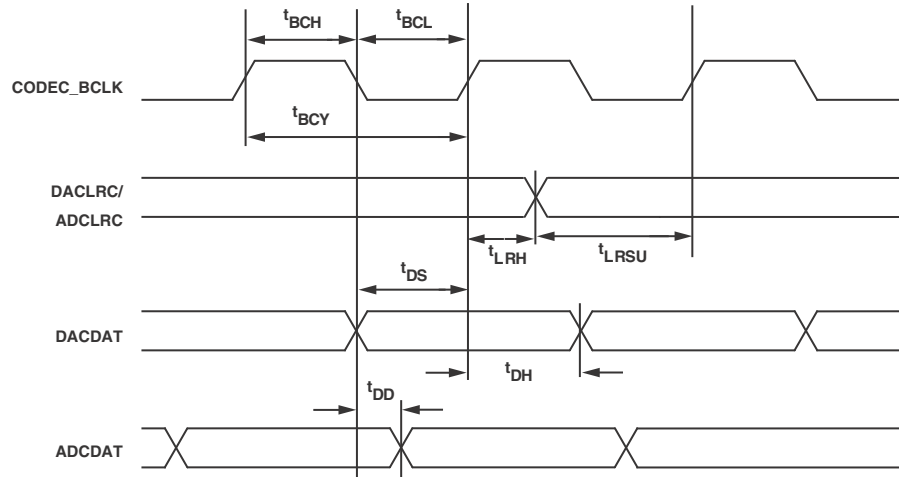 tBCH
tBCL
CODEC_BCLK
tBCY
DACLRC/
ADCLRC
tLRH
tLRSU
tDS
DACDAT
tDH
tDD
ADCDAT